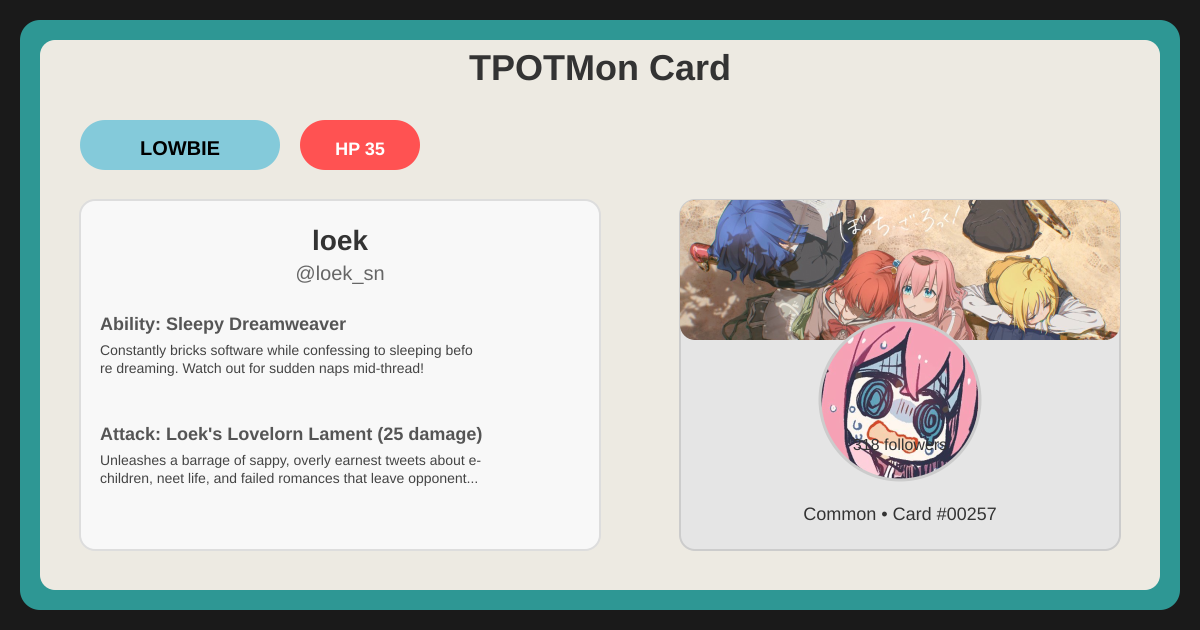 TPOTMon Card
LOWBIE
HP 35
loek
@loek_sn
Ability: Sleepy Dreamweaver
Constantly bricks software while confessing to sleeping befo
re dreaming. Watch out for sudden naps mid-thread!
Attack: Loek's Lovelorn Lament (25 damage)
Unleashes a barrage of sappy, overly earnest tweets about e-
children, neet life, and failed romances that leave opponent...
ぼっち・ざ・ろっく!
318 followers
Common • Card #00257